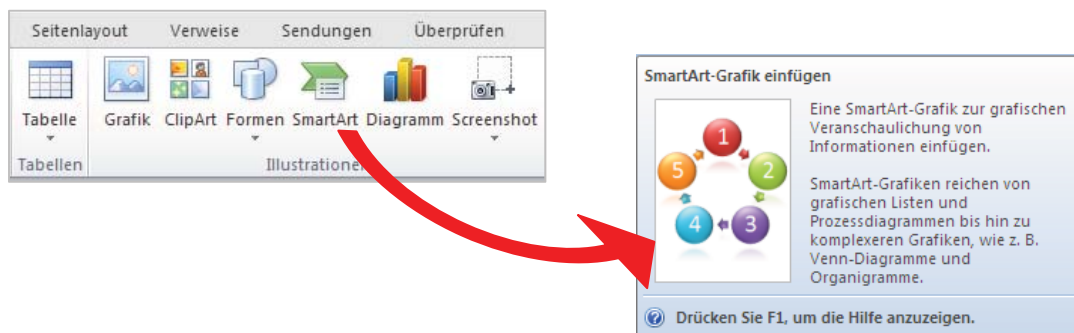 Seitenlayout Verweise Sendungen Überprüfen
Tabelle Grafik ClipArt Formen SmartArt Diagramm Screenshot
Tabellen Illustratione
SmartArt-Grafik einfügen
1
2
3
4
5
Eine SmartArt-Grafik zur grafischen
Veranschaulichung von
Informationen einfügen.
SmartArt-Grafiken reichen von
grafischen Listen und
Prozessdiagrammen bis hin zu
komplexeren Grafiken, wie z. B.
Venn-Diagramme und
Organigramme.
Drücken Sie F1, um die Hilfe anzuzeigen.